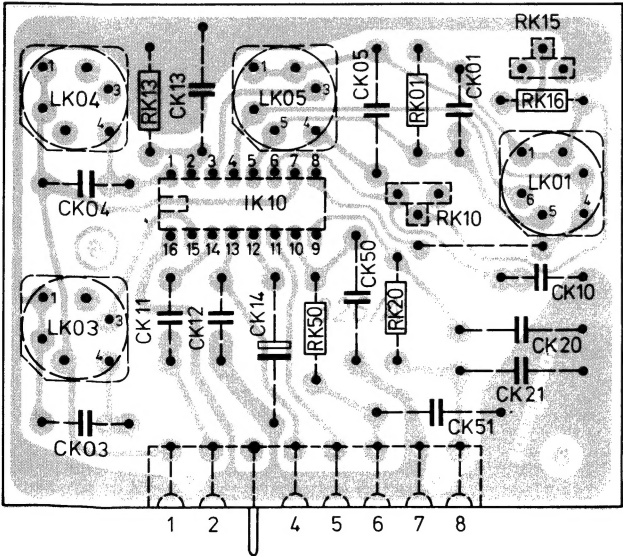 RK15
1
3
LK04
4
RK13
CK13
1
3
LK05
5
4
CK05
RK01
CK01
RK16
1
LK01
6
5
4
1 2 3 4 5 6 7 8
IK10
16 15 14 13 12 11 10 9
CK04
RK10
1
3
LK03
4
CK11
CK12
CK14
RK50
CK50
RK20
CK10
CK20
CK21
CK51
CK03
1 2 4 5 6 7 8